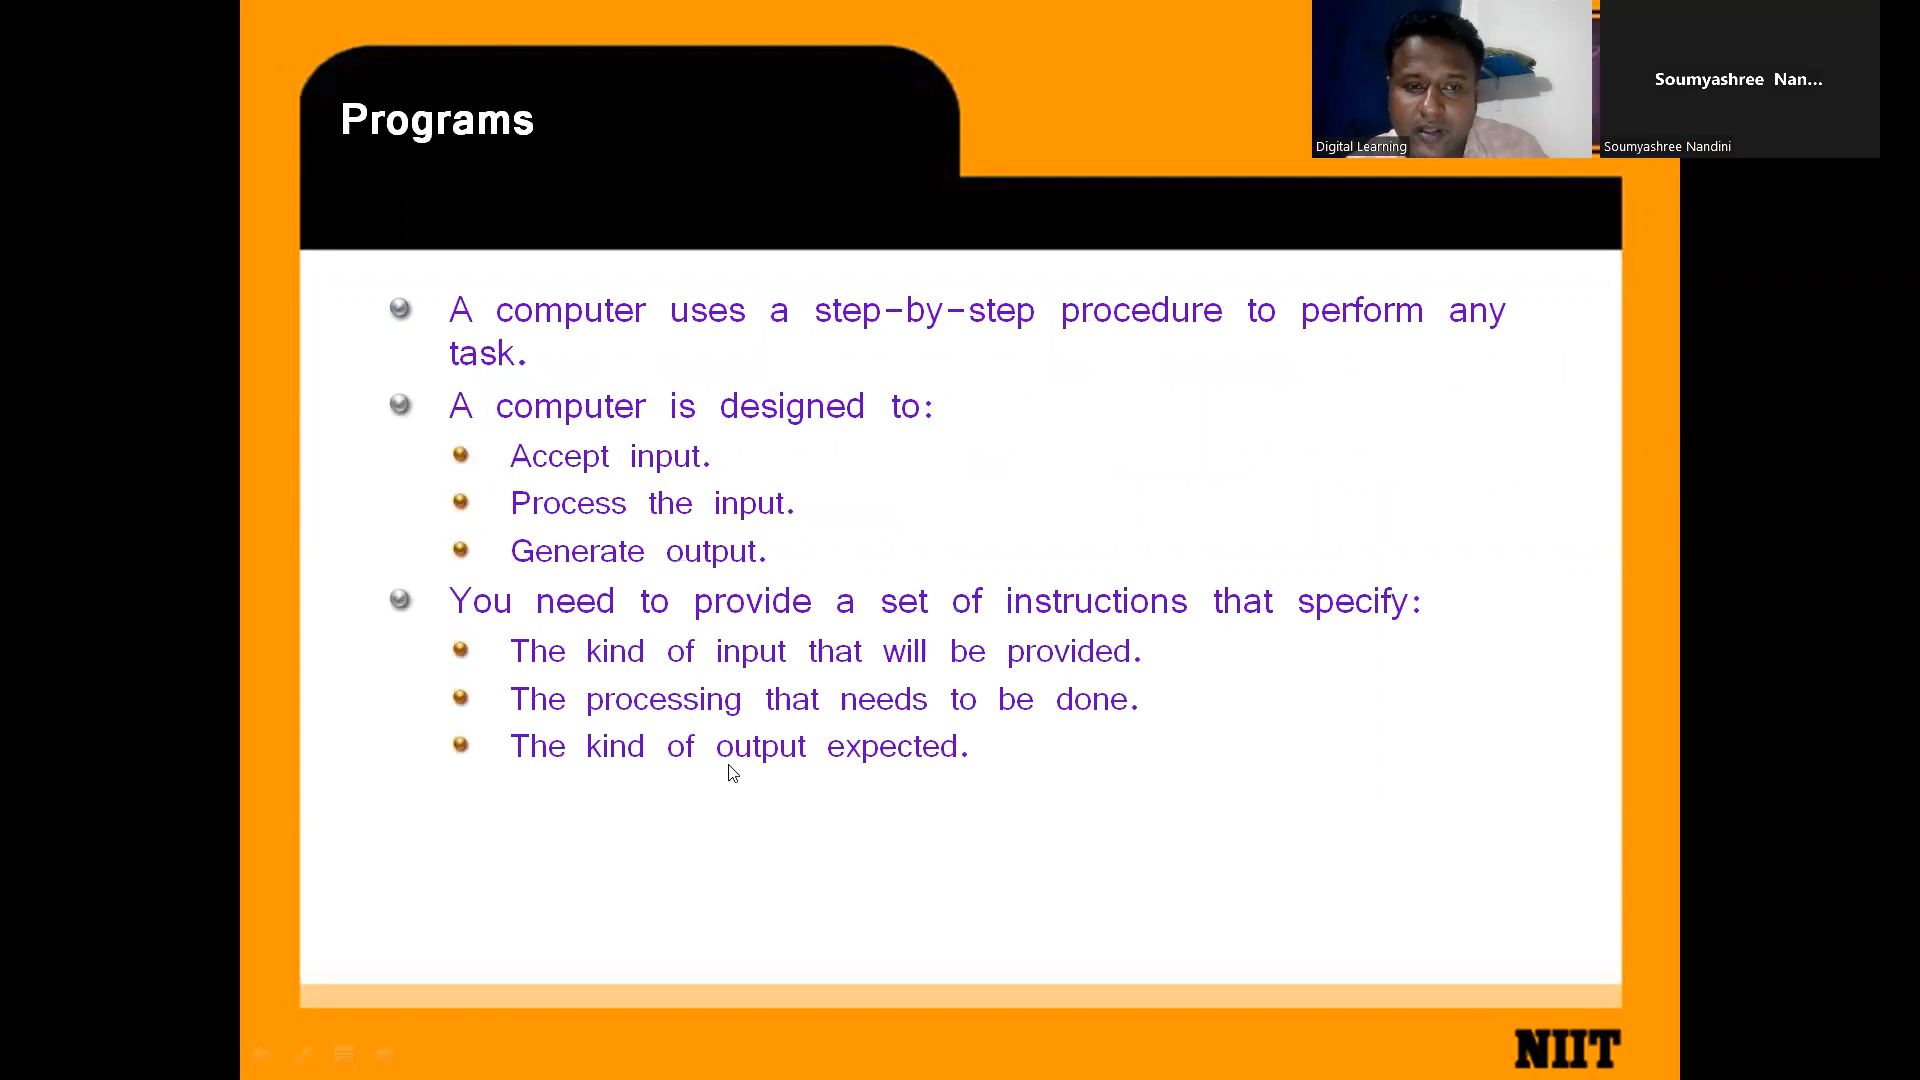 Programs
Soumyashree Nan...
Digital Learning
Soumyashree Nandini
A computer uses a step-by-step procedure to perform any
task.
A computer is designed to:
Accept input.
Process the input.
Generate output.
You need to provide a set of instructions that specify:
The kind of input that will be provided.
The processing that needs to be done.
The kind of output expected.
NIIT